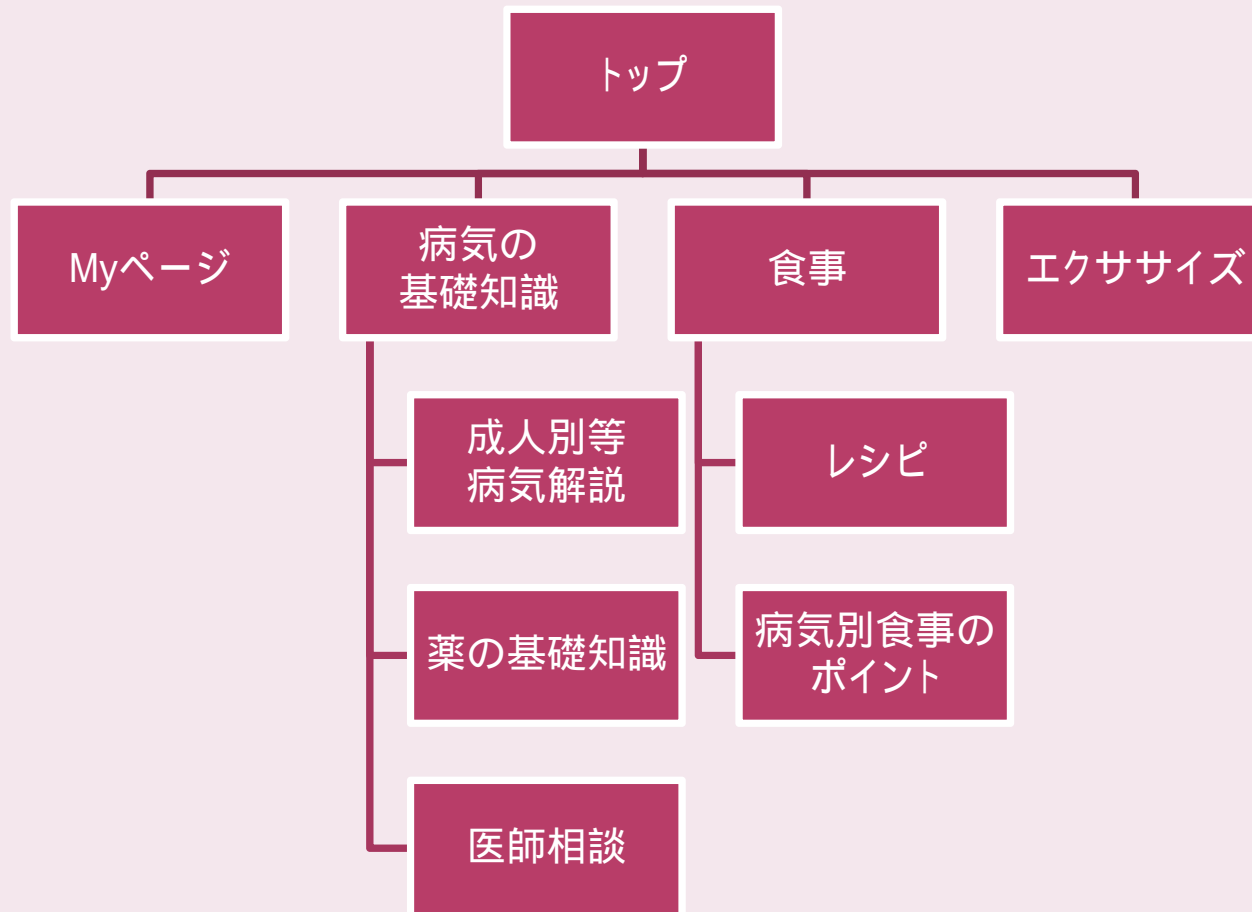 トップ
Myページ
病気の
基礎知識
食事
エクササイズ
成人別等
病気解説
レシピ
薬の基礎知識
病気別食事の
ポイント
医師相談